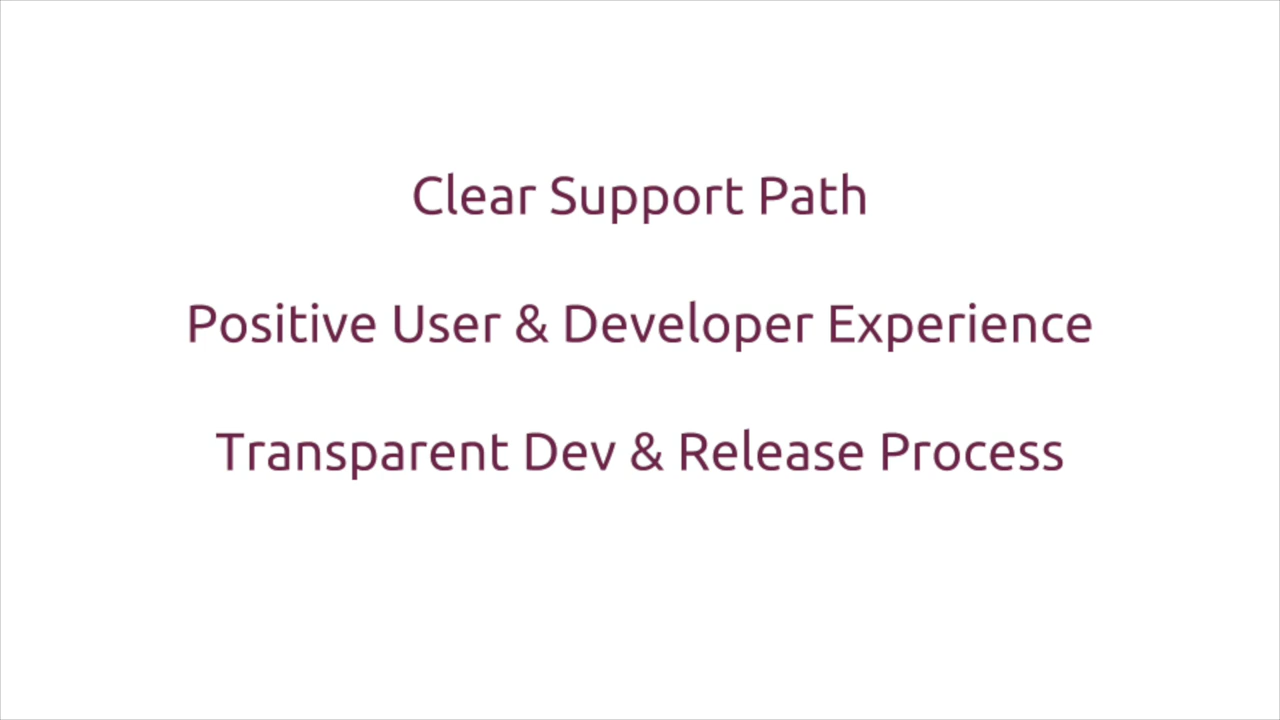 Clear Support Path
Positive User & Developer Experience
Transparent Dev & Release Process